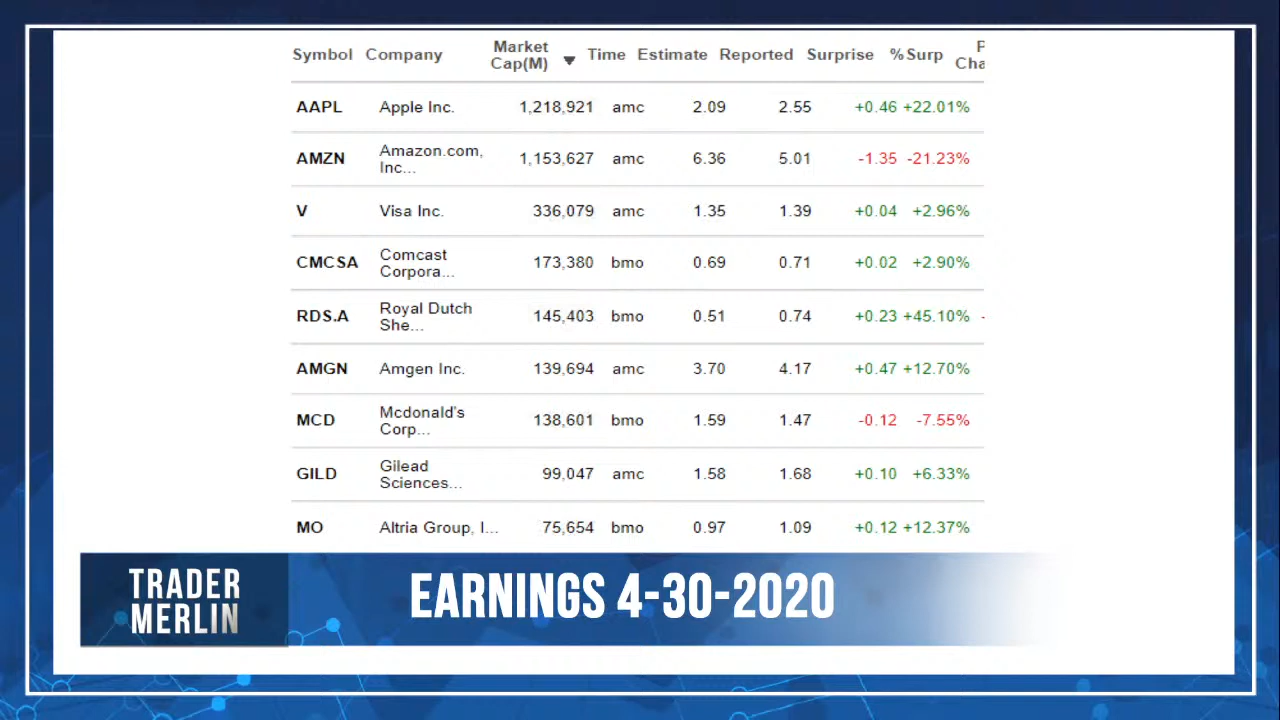 Symbol Company Market Cap(M) ▼ Time Estimate Reported Surprise %Surp P Cha
AAPL Apple Inc. 1,218,921 amc 2.09 2.55 +0.46 +22.01%
AMZN Amazon.com, Inc... 1,153,627 amc 6.36 5.01 -1.35 -21.23%
V Visa Inc. 336,079 amc 1.35 1.39 +0.04 +2.96%
CMCSA Comcast Corpora... 173,380 bmo 0.69 0.71 +0.02 +2.90%
RDS.A Royal Dutch She... 145,403 bmo 0.51 0.74 +0.23 +45.10% -
AMGN Amgen Inc. 139,694 amc 3.70 4.17 +0.47 +12.70%
MCD Mcdonald's Corp... 138,601 bmo 1.59 1.47 -0.12 -7.55%
GILD Gilead Sciences... 99,047 amc 1.58 1.68 +0.10 +6.33%
MO Altria Group, I... 75,654 bmo 0.97 1.09 +0.12 +12.37%
TRADER
MERLIN
EARNINGS 4-30-2020